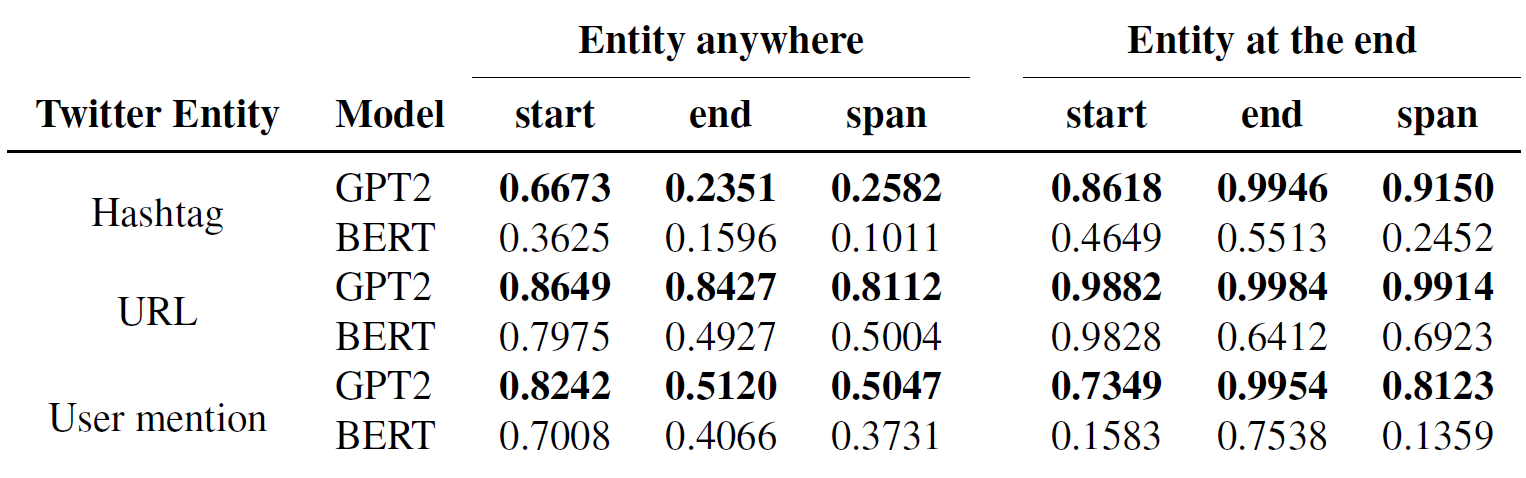 Entity anywhere Entity at the end
Twitter Entity Model start end span start end span
Hashtag
GPT2 0.6673 0.2351 0.2582 0.8618 0.9946 0.9150
BERT 0.3625 0.1596 0.1011 0.4649 0.5513 0.2452
URL
GPT2 0.8649 0.8427 0.8112 0.9882 0.9984 0.9914
BERT 0.7975 0.4927 0.5004 0.9828 0.6412 0.6923
User mention
GPT2 0.8242 0.5120 0.5047 0.7349 0.9954 0.8123
BERT 0.7008 0.4066 0.3731 0.1583 0.7538 0.1359